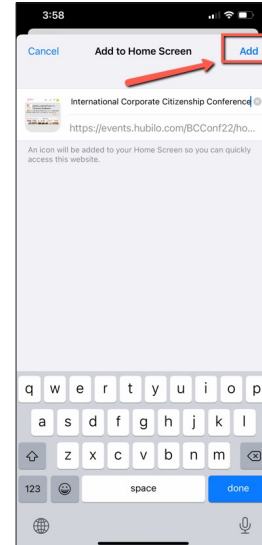 3:58
Cancel Add to Home Screen Add
International Corporate Citizenship Conference
https://events.hubilo.com/BCConf22/ho...
An icon will be added to your Home Screen so you can quickly
access this website.
q w e r t y u i o p
a s d f g h j k l
z x c v b n m
123 space done